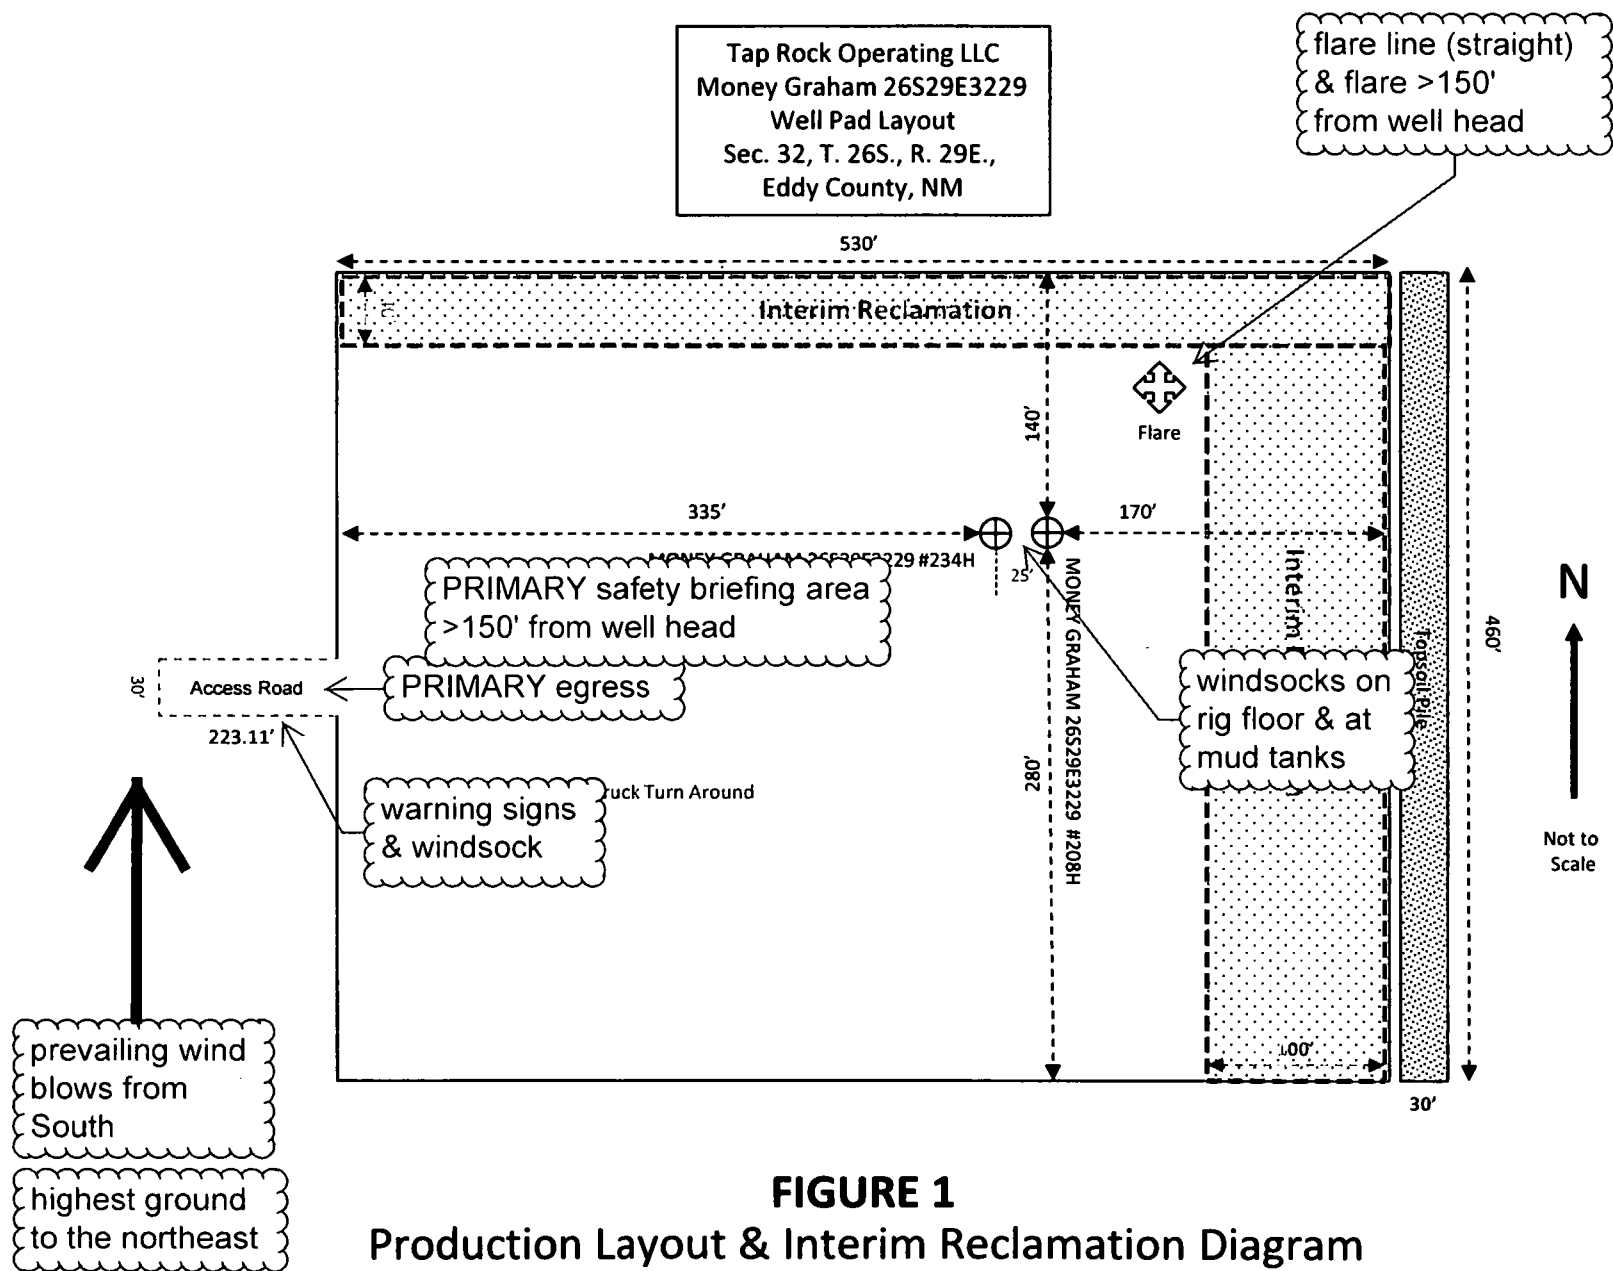 Tap Rock Operating LLC
Money Graham 26S29E3229
Well Pad Layout
Sec. 32, T. 26S., R. 29E.,
Eddy County, NM
flare line (straight)
& flare >150'
from well head
530'
Interim Reclamation
140'
Flare
335'
170'
29 #234H
25'
MONEY GRAHAM 26S29E3229 #208H
Interim
PRIMARY safety briefing area
>150' from well head
PRIMARY egress
Access Road
30'
223.11'
windsocks on
rig floor & at
mud tanks
Topsoil Pile
460'
N
Not to
Scale
280'
ruck Turn Around
warning signs
& windsock
100'
30'
prevailing wind
blows from
South
highest ground
to the northeast
FIGURE 1
Production Layout & Interim Reclamation Diagram